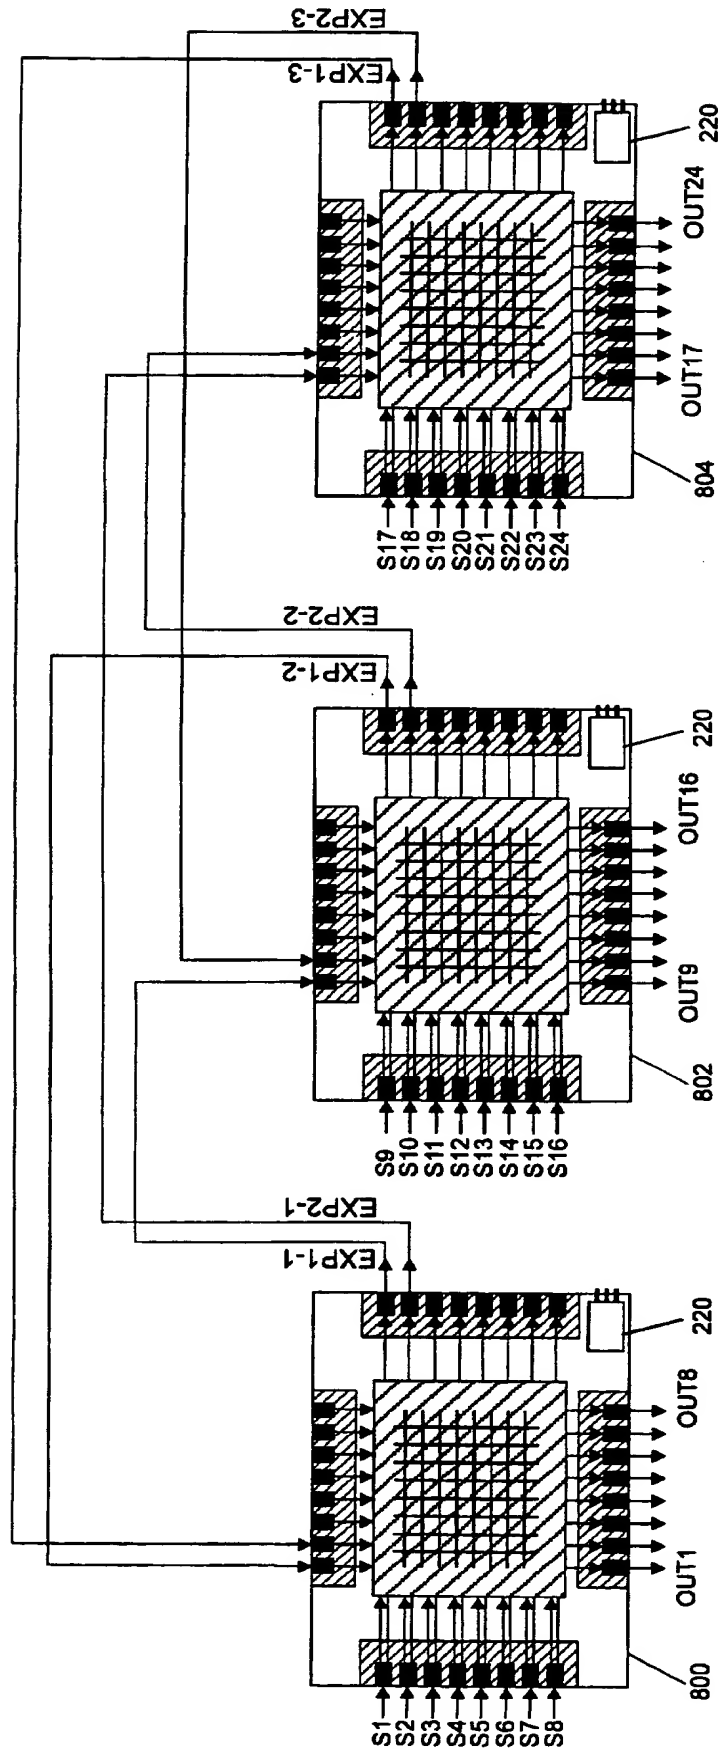 EXP2-3
EXP1-3
220
OUT24
OUT17
804
S17
S18
S19
S20
S21
S22
S23
S24
EXP2-2
EXP1-2
220
OUT16
OUT9
802
S9
S10
S11
S12
S13
S14
S15
S16
EXP2-1
EXP1-1
220
OUT8
OUT1
800
S1
S2
S3
S4
S5
S6
S7
S8